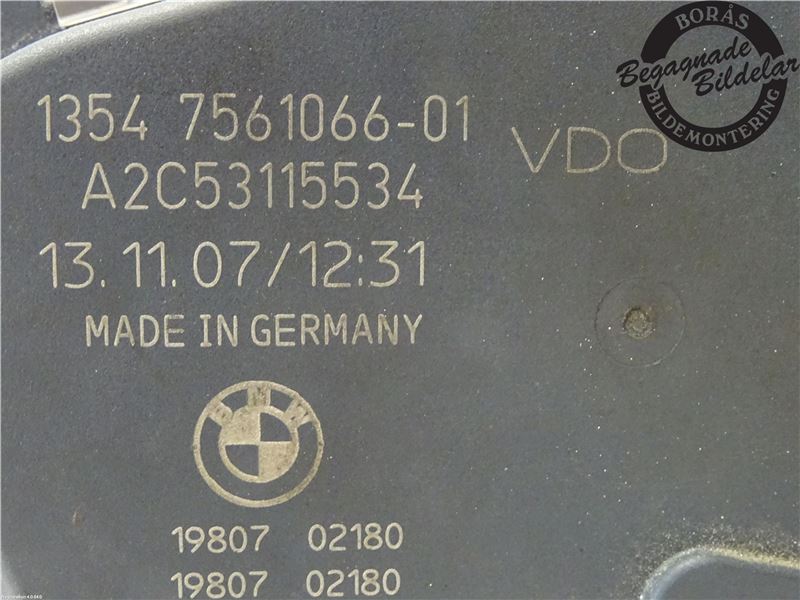 BORÅS
Begagnade
Bildelar
BILDEMONTERING
1354 7561066-01
VDO
A2C53115534
13.11.07/12:31
MADE IN GERMANY
BMW
19807 02180
19807 02180